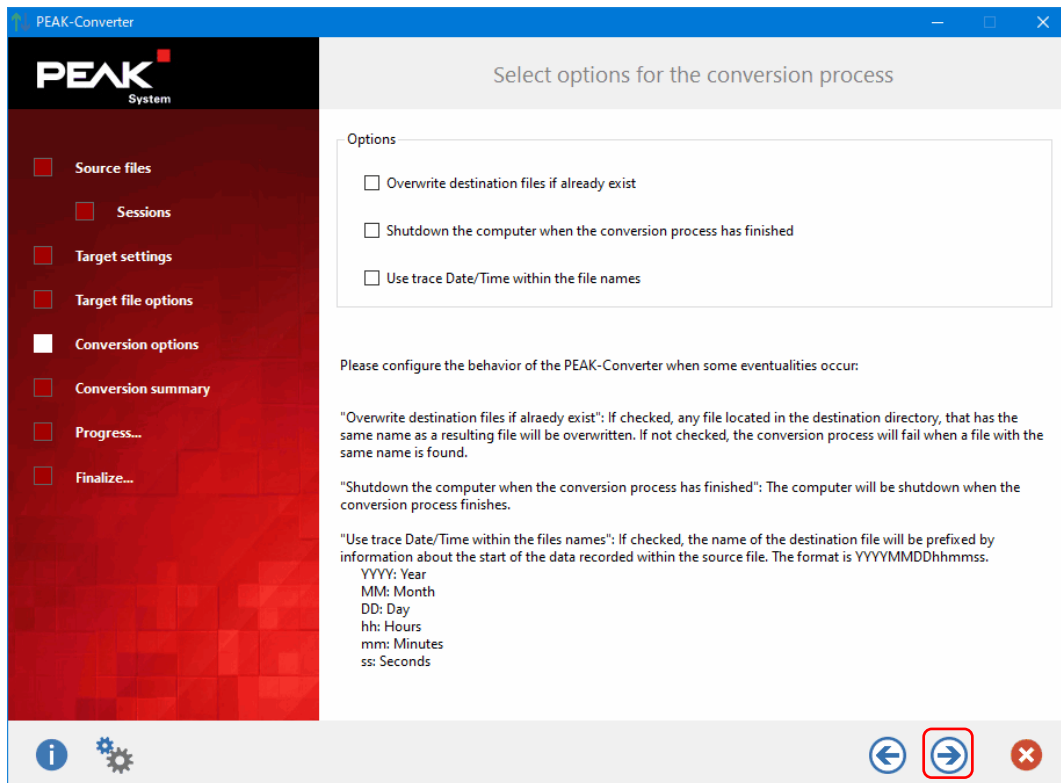 PEAK-Converter
PEAK
System
Select options for the conversion process
Source files
Sessions
Target settings
Target file options
Conversion options
Conversion summary
Progress...
Finalize...
Options
Overwrite destination files if already exist
Shutdown the computer when the conversion process has finished
Use trace Date/Time within the file names
Please configure the behavior of the PEAK-Converter when some eventualities occur:
"Overwrite destination files if alraedy exist": If checked, any file located in the destination directory, that has the
same name as a resulting file will be overwritten. If not checked, the conversion process will fail when a file with the
same name is found.
"Shutdown the computer when the conversion process has finished": The computer will be shutdown when the
conversion process finishes.
"Use trace Date/Time within the files names": If checked, the name of the destination file will be prefixed by
information about the start of the data recorded within the source file. The format is YYYYMMDDhhmmss.
YYYY: Year
MM: Month
DD: Day
hh: Hours
mm: Minutes
ss: Seconds